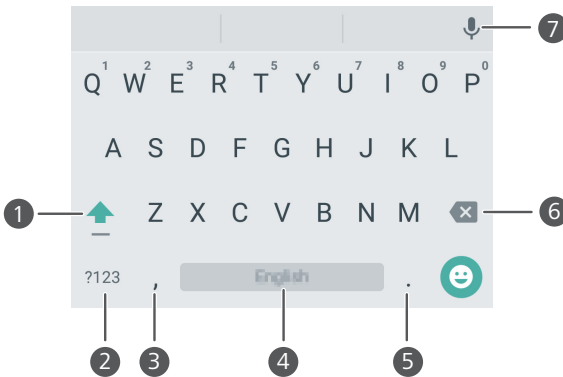 7
1 2 3 4 5 6 7 8 9 0
Q W E R T Y U I O P
A S D F G H J K L
1 Z X C V B N M 6
?123 , English .
2 3 4 5